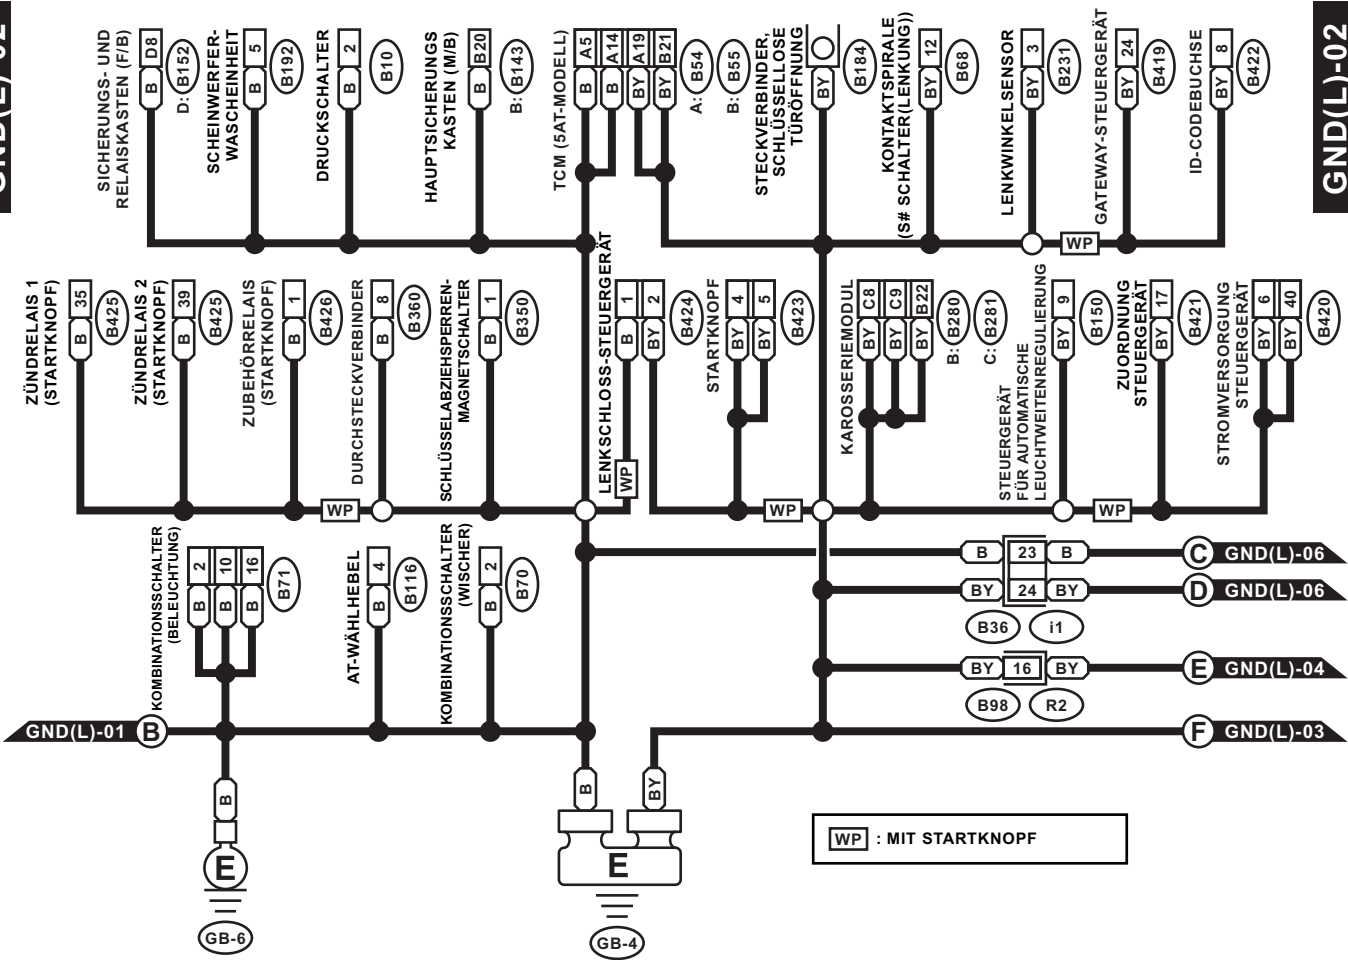 GND(L)-02
GND(L)-02
SICHERUNGS- UND
RELAISKASTEN (F/B)
D8
B
D: B152
SCHEINWERFER-
WASCHEINHEIT
5
B
B192
DRUCKSCHALTER
2
B
B10
HAUPTSICHERUNGS
KASTEN (M/B)
B20
B
B: B143
TCM (5AT-MODELL)
A5 A14 A19 B21
B B BY BY
A: B54
B: B55
STECKVERBINDER,
SCHLÜSSELLOSE
TÜRÖFFNUNG
BY
B184
KONTAKTSPIRALE
(S# SCHALTER(LENKUNG))
12
BY
B68
LENKWINKELSENSOR
3
BY
B231
GATEWAY-STEUERGERÄT
24
BY
B419
ID-CODEBUCHSE
8
BY
B422
WP
ZÜNDRELAIS 1
(STARTKNOPF)
35
B
B425
ZÜNDRELAIS 2
(STARTKNOPF)
39
B
B425
ZUBEHÖRRELAIS
(STARTKNOPF)
1
B
B426
DURCHSTECKVERBINDER
8
B
B360
SCHLÜSSELABZIEHSPERREN-
MAGNETSCHALTER
1
B
B350
LENKSCHLOSS-STEUERGERÄT
1 2
B BY
B424
STARTKNOPF
4 5
BY BY
B423
KAROSSERIEMODUL
C8 C9 B22
BY BY BY
B: B280
C: B281
STEUERGERÄT
FÜR AUTOMATISCHE
LEUCHTWEITENREGULIERUNG
9
BY
B150
ZUORDNUNG
STEUERGERÄT
17
BY
B421
STROMVERSORGUNG
STEUERGERÄT
6 40
BY BY
B420
WP
WP
WP
WP
KOMBINATIONSSCHALTER
(BELEUCHTUNG)
2 10 16
B B B
B71
AT-WÄHLHEBEL
4
B
B116
KOMBINATIONSSCHALTER
(WISCHER)
2
B
B70
B 23 B C GND(L)-06
BY 24 BY D GND(L)-06
B36 i1
BY 16 BY E GND(L)-04
B98 R2
GND(L)-01 B
F GND(L)-03
B
B
BY
E
E
WP : MIT STARTKNOPF
GB-6
GB-4